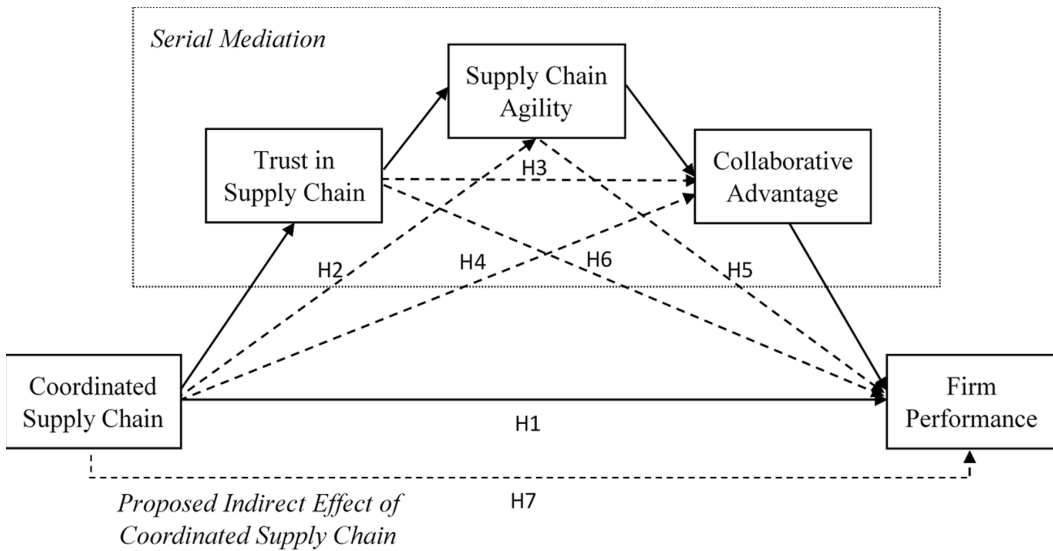 Serial Mediation
Supply Chain
Agility
Trust in
Supply Chain
H3
Collaborative
Advantage
H2
H4
H6
H5
Coordinated
Supply Chain
H1
Firm
Performance
Proposed Indirect Effect of
Coordinated Supply Chain
H7